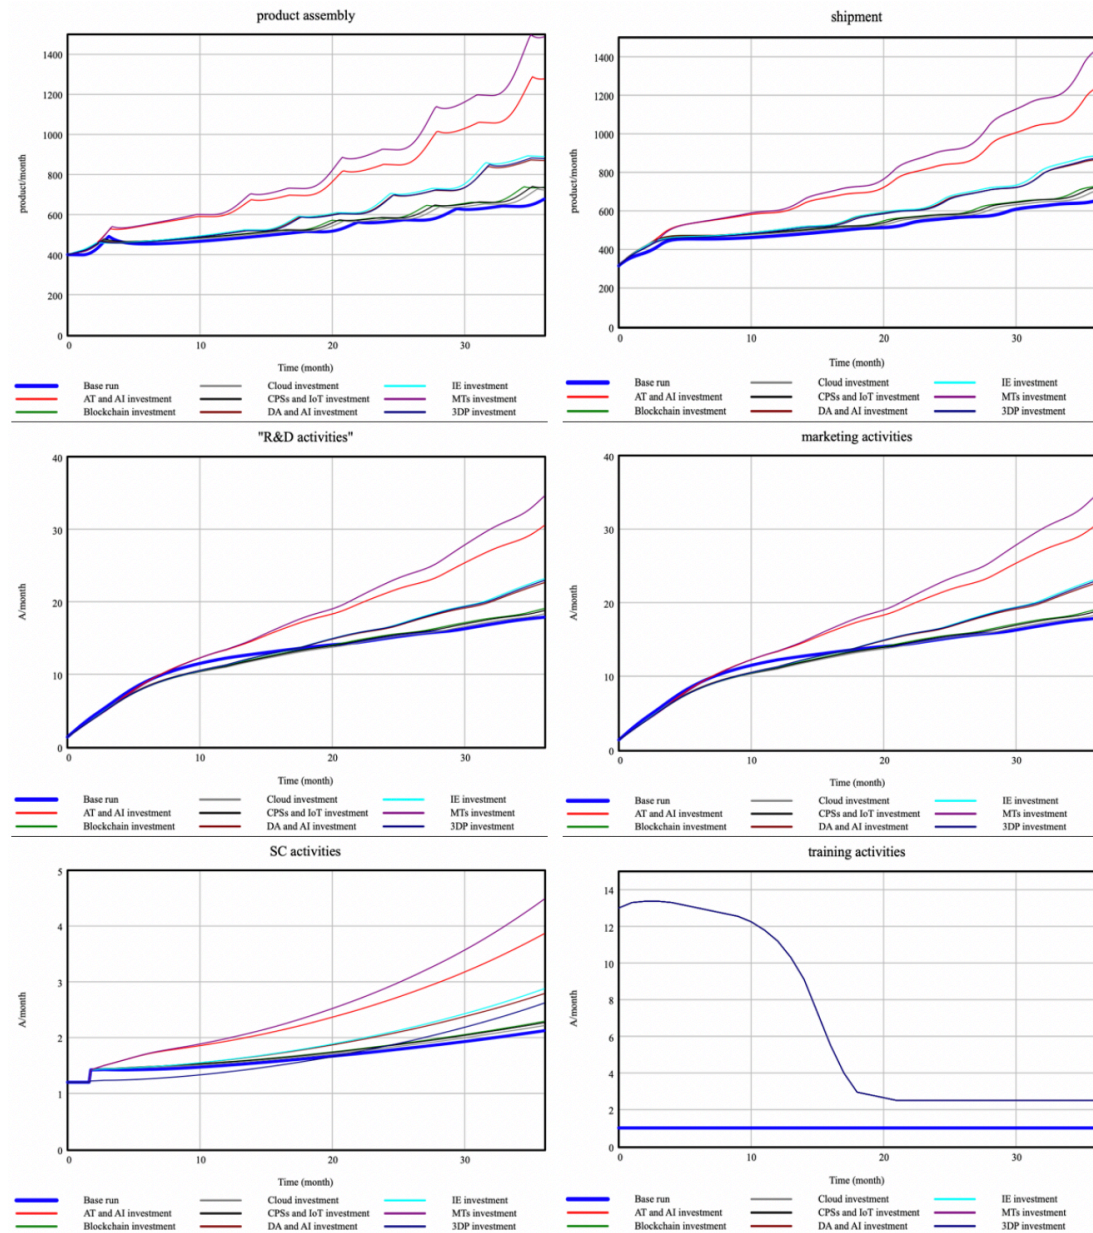 product assembly
1400
1200
1000
800
600
400
200
0
product/month
0 10 20 30
Time (month)
Base run Cloud investment IE investment
AT and AI investment CPSs and IoT investment MTs investment
Blockchain investment DA and AI investment 3DP investment
shipment
1400
1200
1000
800
600
400
200
0
product/month
0 10 20 30
Time (month)
Base run Cloud investment IE investment
AT and AI investment CPSs and IoT investment MTs investment
Blockchain investment DA and AI investment 3DP investment
"R&D activities"
40
30
20
10
0
A/month
0 10 20 30
Time (month)
Base run Cloud investment IE investment
AT and AI investment CPSs and IoT investment MTs investment
Blockchain investment DA and AI investment 3DP investment
marketing activities
40
30
20
10
0
A/month
0 10 20 30
Time (month)
Base run Cloud investment IE investment
AT and AI investment CPSs and IoT investment MTs investment
Blockchain investment DA and AI investment 3DP investment
SC activities
5
4
3
2
1
0
A/month
0 10 20 30
Time (month)
Base run Cloud investment IE investment
AT and AI investment CPSs and IoT investment MTs investment
Blockchain investment DA and AI investment 3DP investment
training activities
14
12
10
8
6
4
2
0
A/month
0 10 20 30
Time (month)
Base run Cloud investment IE investment
AT and AI investment CPSs and IoT investment MTs investment
Blockchain investment DA and AI investment 3DP investment